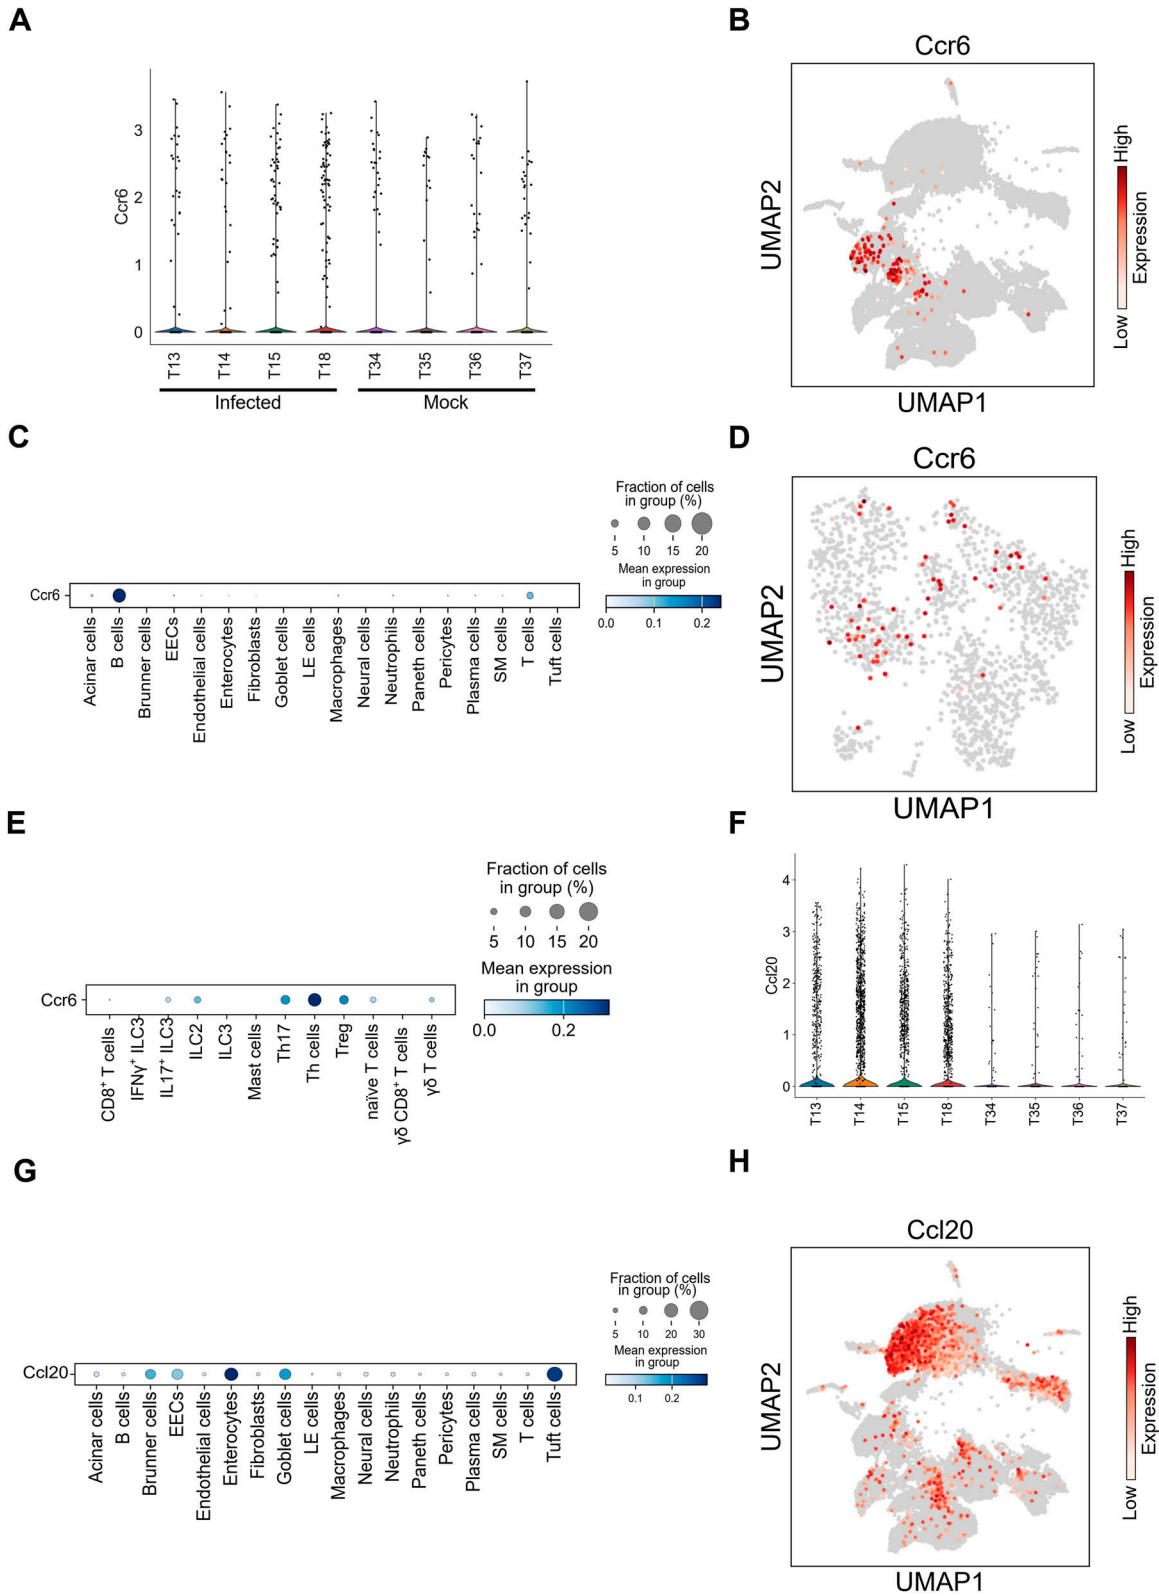 A
Ccr6
3
2
1
0
T13
T14
T15
T18
T34
T35
T36
T37
Infected
Mock
B
Ccr6
UMAP2
UMAP1
High
Expression
Low
C
Fraction of cells
in group (%)
5 10 15 20
Mean expression
in group
0.0 0.1 0.2
Ccr6
Acinar cells
B cells
Brunner cells
EECs
Endothelial cells
Enterocytes
Fibroblasts
Goblet cells
LE cells
Macrophages
Neural cells
Neutrophils
Paneth cells
Pericytes
Plasma cells
SM cells
T cells
Tuft cells
D
Ccr6
UMAP2
UMAP1
High
Expression
Low
E
Fraction of cells
in group (%)
5 10 15 20
Mean expression
in group
0.0 0.2
Ccr6
CD8⁺ T cells
IFNγ⁺ ILC3
IL17⁺ ILC3
ILC2
ILC3
Mast cells
Th17
Th cells
Treg
naïve T cells
γδ CD8⁺ T cells
γδ T cells
F
Ccl20
4
3
2
1
0
T13
T14
T15
T18
T34
T35
T36
T37
G
Fraction of cells
in group (%)
5 10 20 30
Mean expression
in group
0.1 0.2
Ccl20
Acinar cells
B cells
Brunner cells
EECs
Endothelial cells
Enterocytes
Fibroblasts
Goblet cells
LE cells
Macrophages
Neural cells
Neutrophils
Paneth cells
Pericytes
Plasma cells
SM cells
T cells
Tuft cells
H
Ccl20
UMAP2
UMAP1
High
Expression
Low